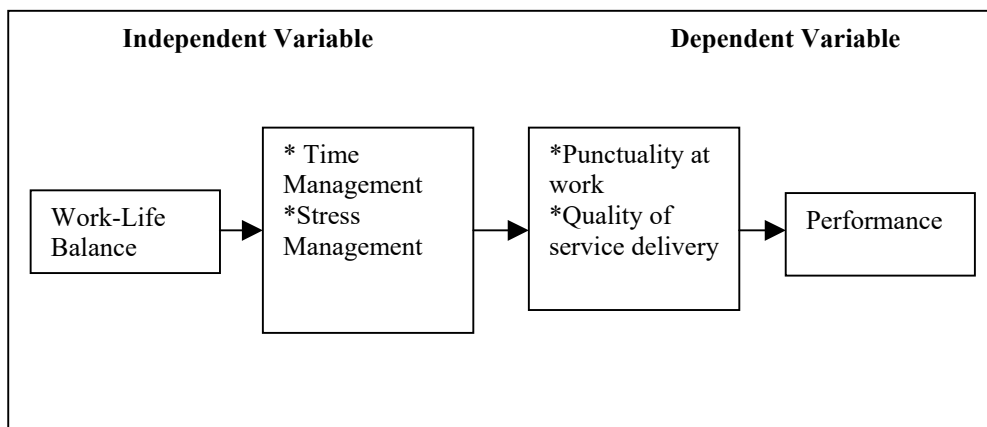 Independent Variable
Dependent Variable
Work-Life
Balance
* Time
Management
*Stress
Management
*Punctuality at
work
*Quality of
service delivery
Performance